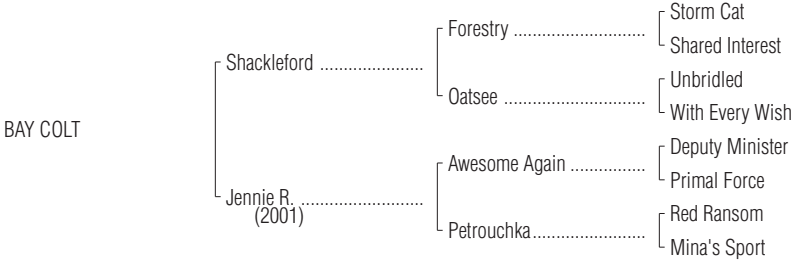 Storm Cat
Forestry ......................
Shared Interest
Shackleford ......................
Unbridled
Oatsee ......................
With Every Wish
BAY COLT
Deputy Minister
Awesome Again ................
Primal Force
Jennie R. ..........................
(2001)
Red Ransom
Petrouchka........................
Mina's Sport